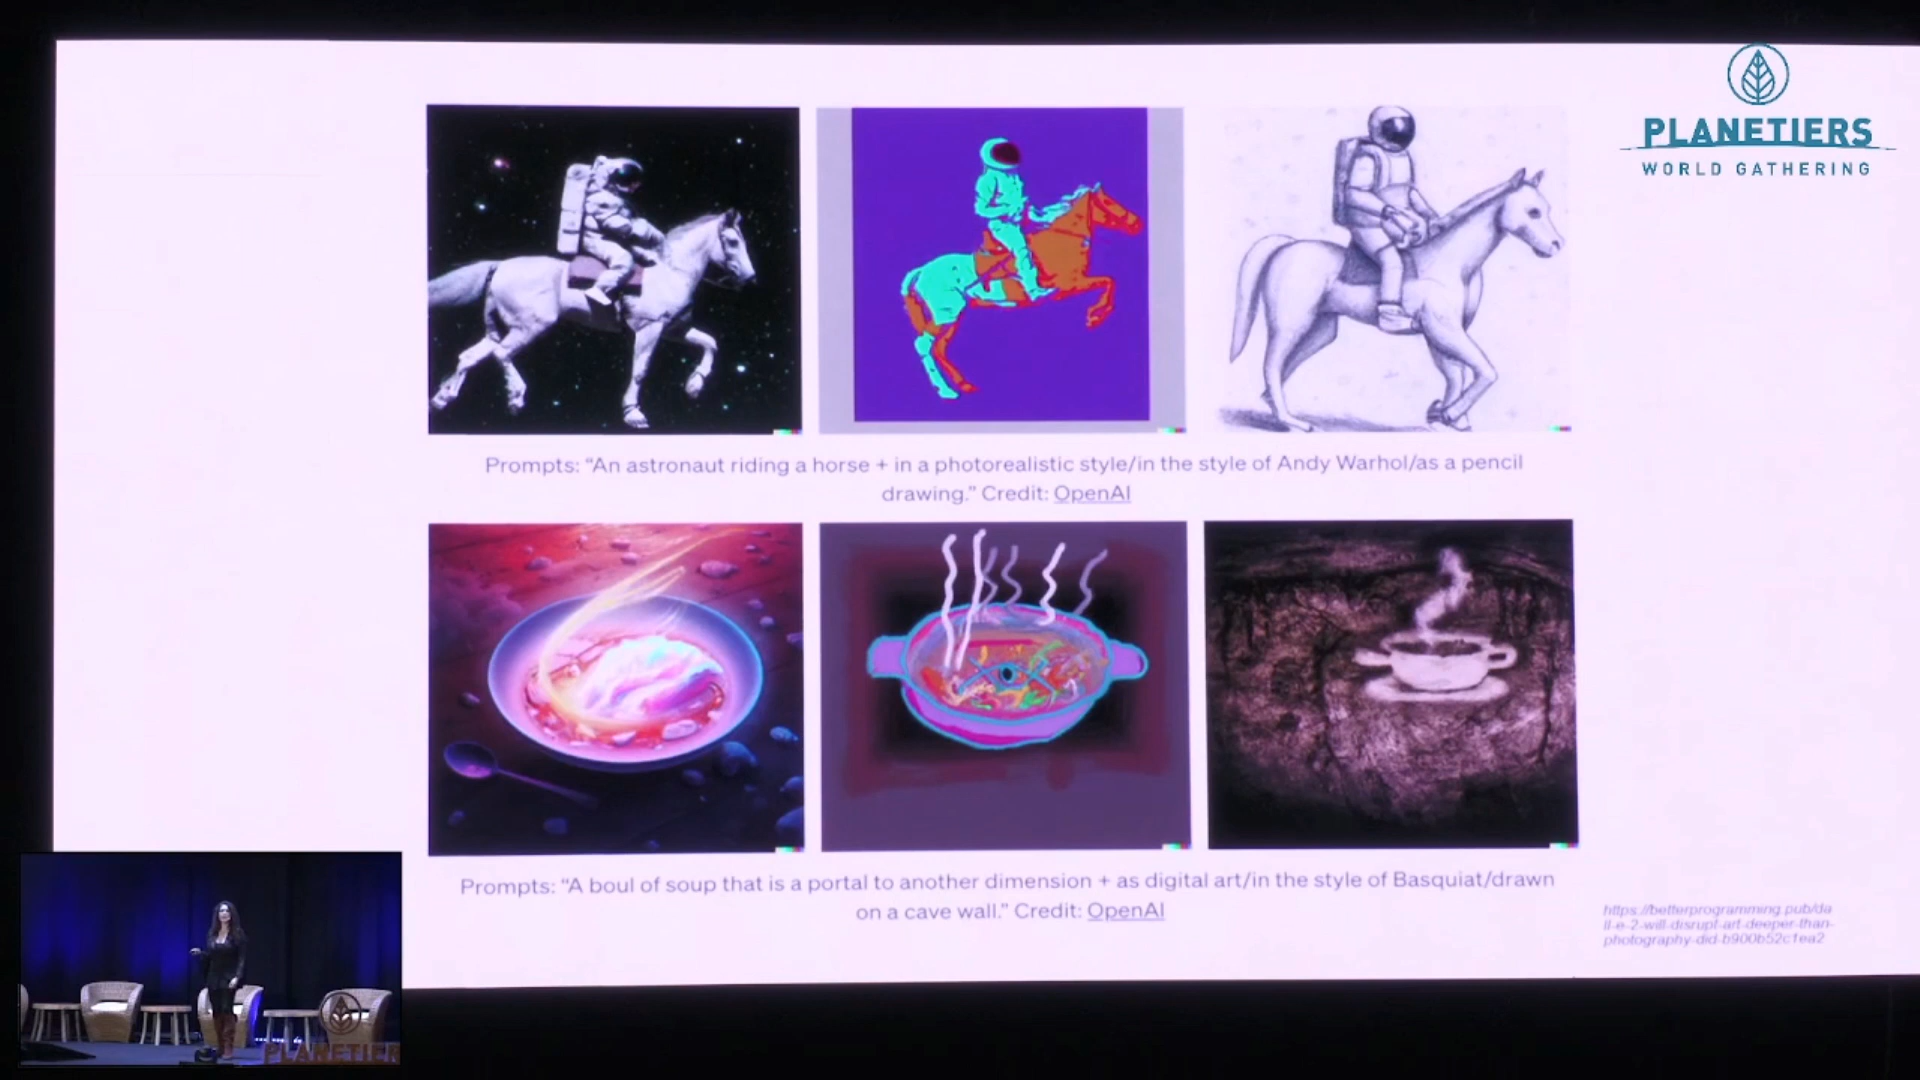 PLANETIERS
WORLD GATHERING
Prompts: “An astronaut riding a horse + in a photorealistic style/in the style of Andy Warhol/as a pencil
drawing.” Credit: OpenAI
Prompts: “A boul of soup that is a portal to another dimension + as digital art/in the style of Basquiat/drawn
on a cave wall.” Credit: OpenAI
https://betterprogramming.pub/da
ll-e-2-will-disrupt-art-deeper-than-
photography-did-b900b52c1ea2
PLANETIER